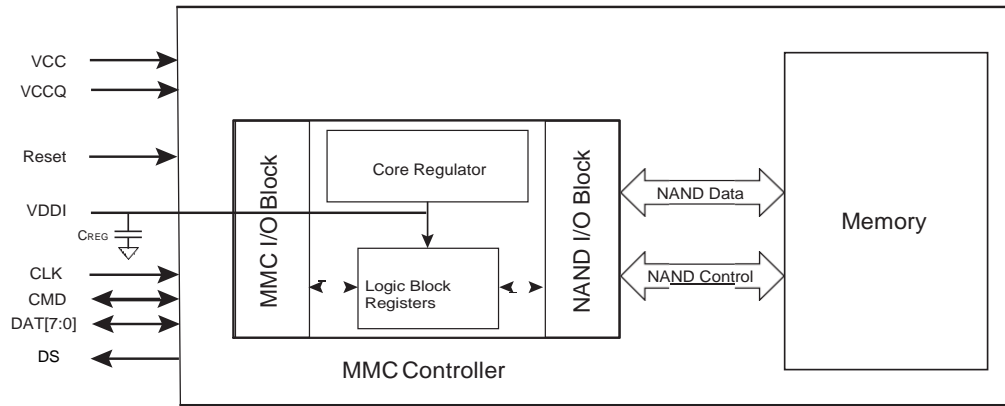 VCC
VCCQ
Reset
VDDI
CREG
CLK
CMD
DAT[7:0]
DS
MMC I/O Block
Core Regulator
Logic Block
Registers
NAND I/O Block
NAND Data
NAND Control
Memory
MMC Controller